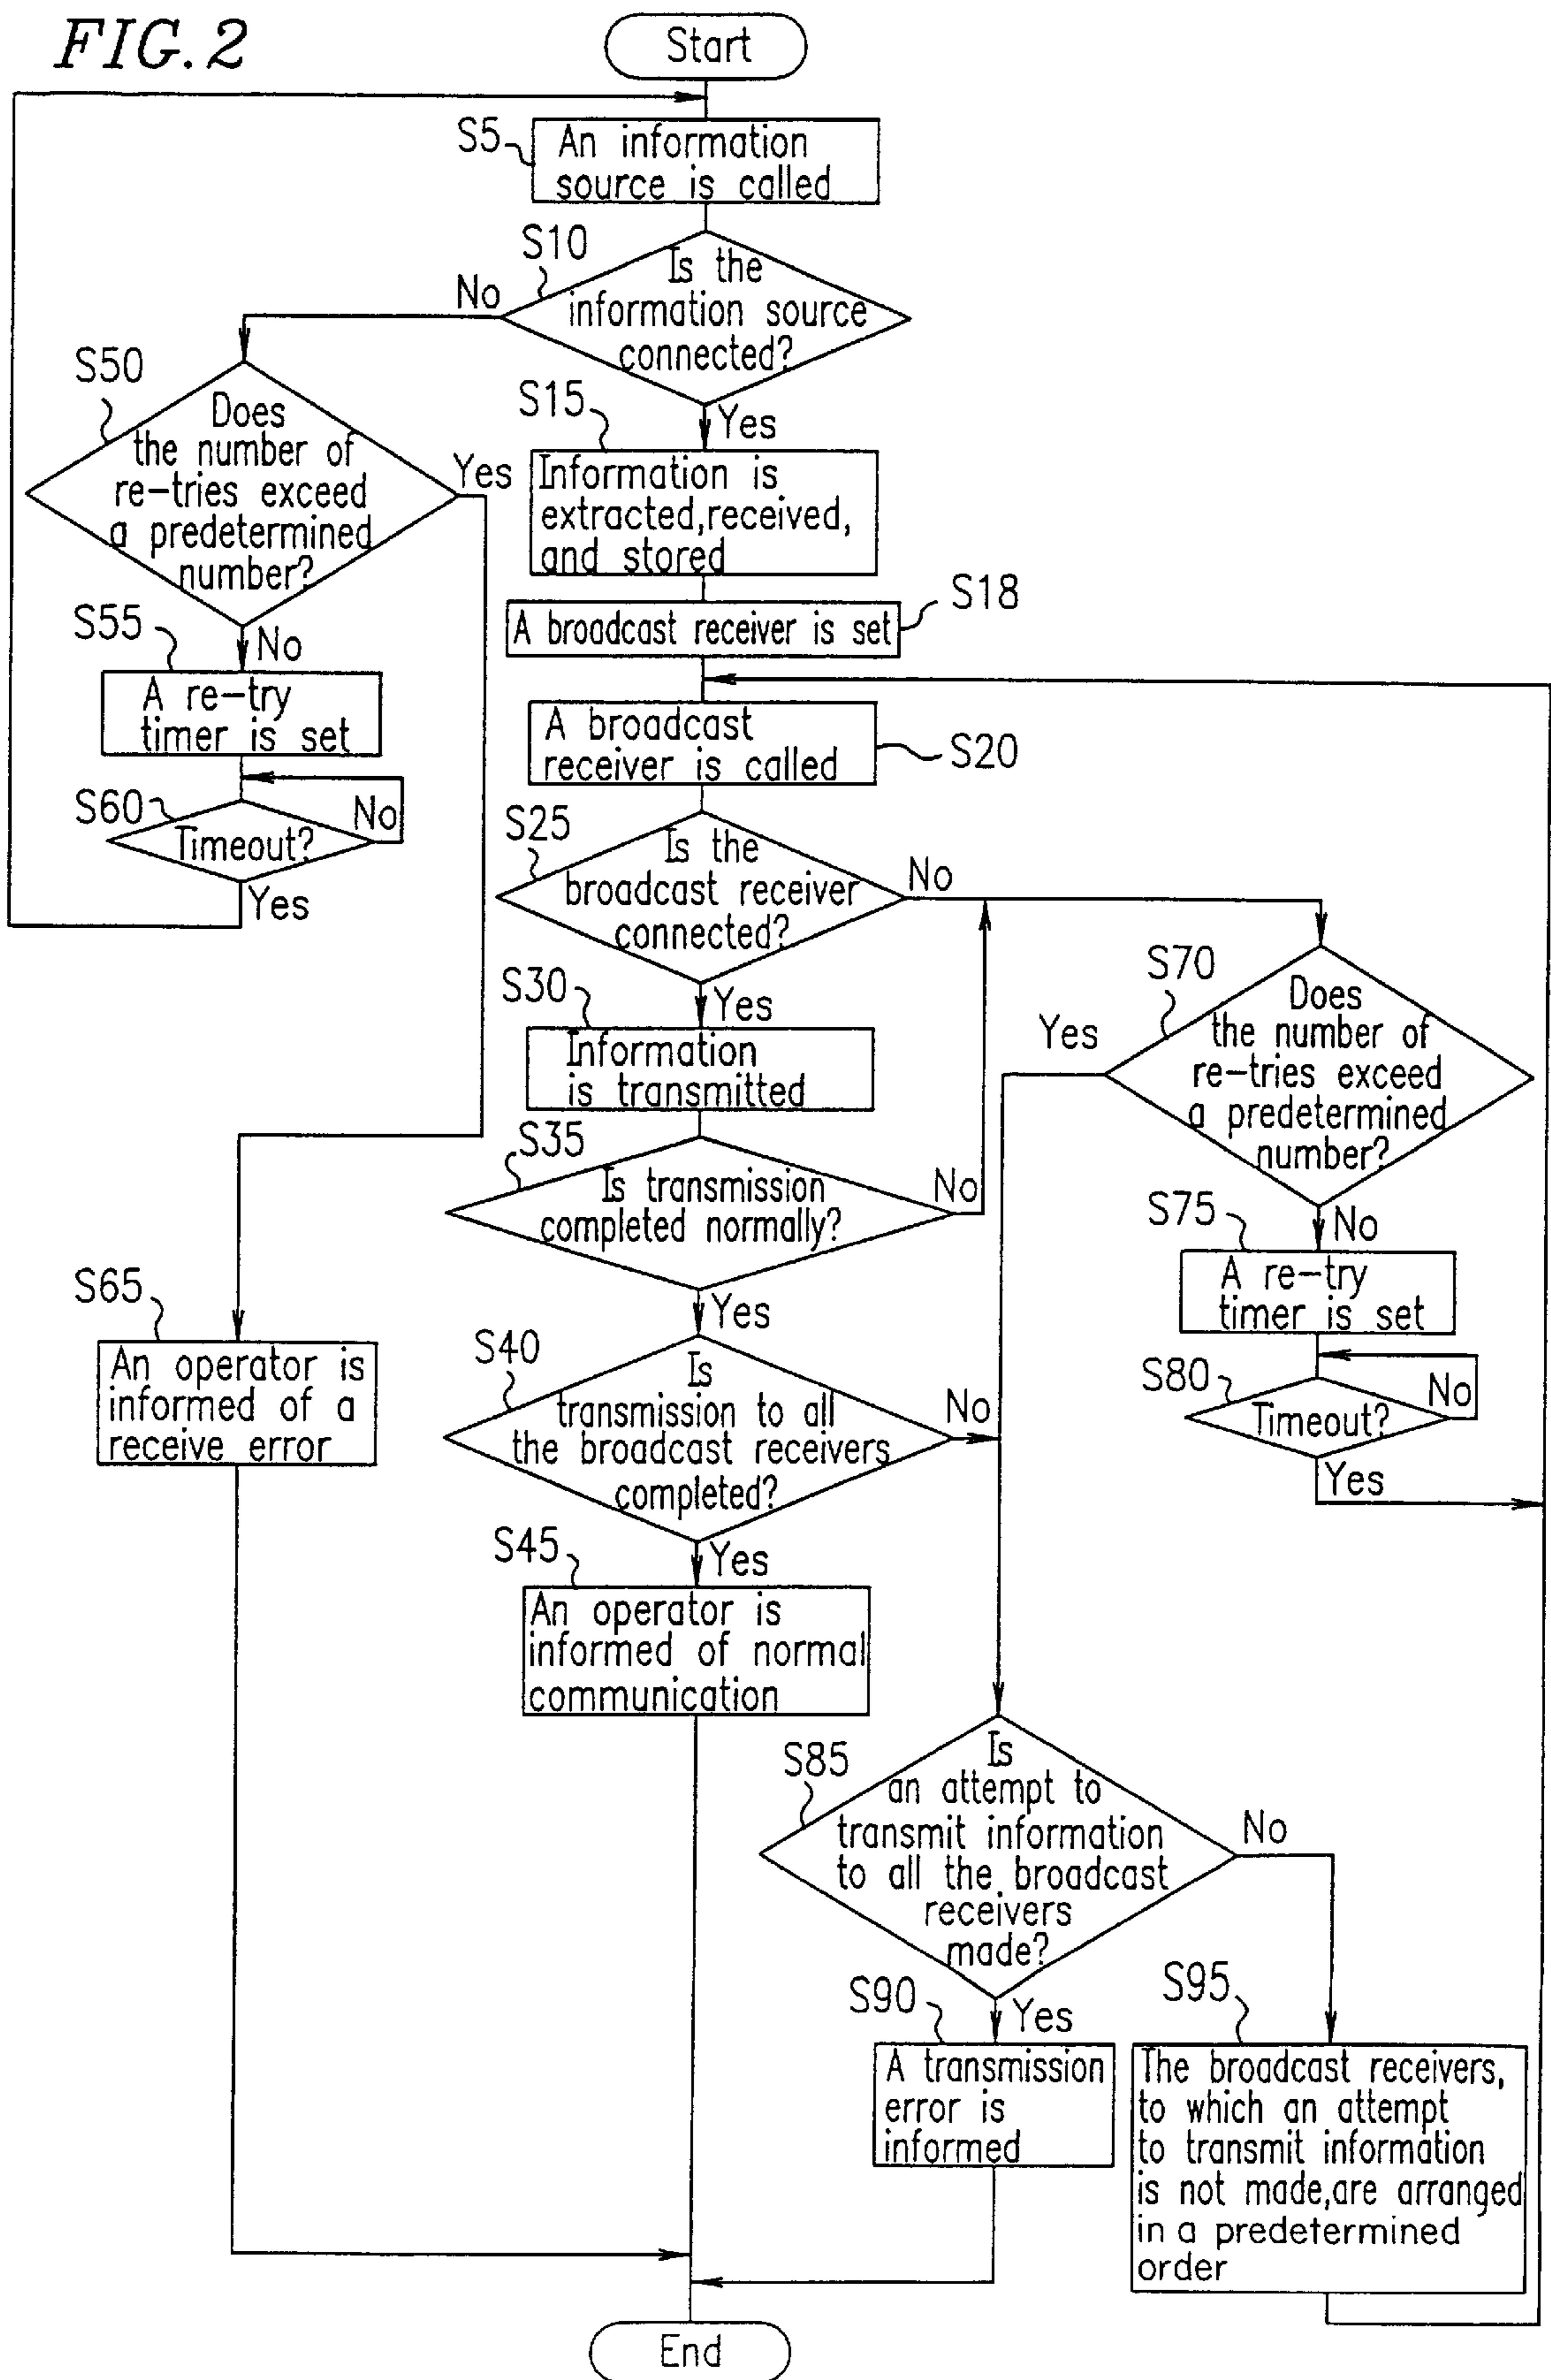 FIG.2
Start
S5
An information
source is called
S10
Is the
information source
connected?
No
Yes
S50
Does
the number of
re-tries exceed
a predetermined
number?
Yes
No
S15
Information is
extracted,received,
and stored
S18
A broadcast receiver is set
S55
A re-try
timer is set
S60
Timeout?
No
Yes
S20
A broadcast
receiver is called
S25
Is the
broadcast receiver
connected?
No
Yes
S30
Information
is transmitted
S35
Is transmission
completed normally?
No
Yes
S70
Does
the number of
re-tries exceed
a predetermined
number?
Yes
No
S75
A re-try
timer is set
S80
Timeout?
No
Yes
S65
An operator is
informed of a
receive error
S40
Is
transmission to all
the broadcast receivers
completed?
No
Yes
S45
An operator is
informed of normal
communication
S85
Is
an attempt to
transmit information
to all the broadcast
receivers
made?
No
Yes
S90
A transmission
error is
informed
S95
The broadcast receivers,
to which an attempt
to transmit information
is not made,are arranged
in a predetermined
order
End